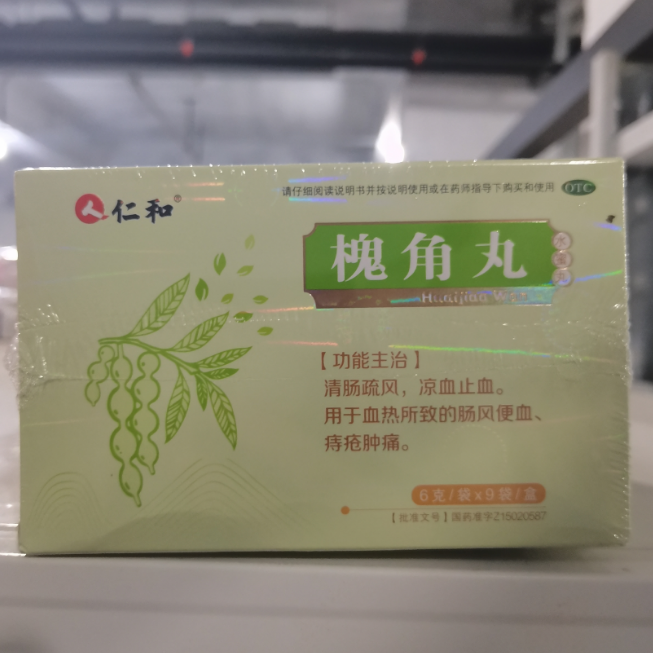 仁和®
请仔细阅读说明书并按说明使用或在药师指导下购买和使用
OTC
槐角丸
Huaijiao Wan
【功能主治】
清肠疏风，凉血止血。
用于血热所致的肠风便血、
痔疮肿痛。
6克/袋x9袋/盒
【批准文号】国药准字Z15020567